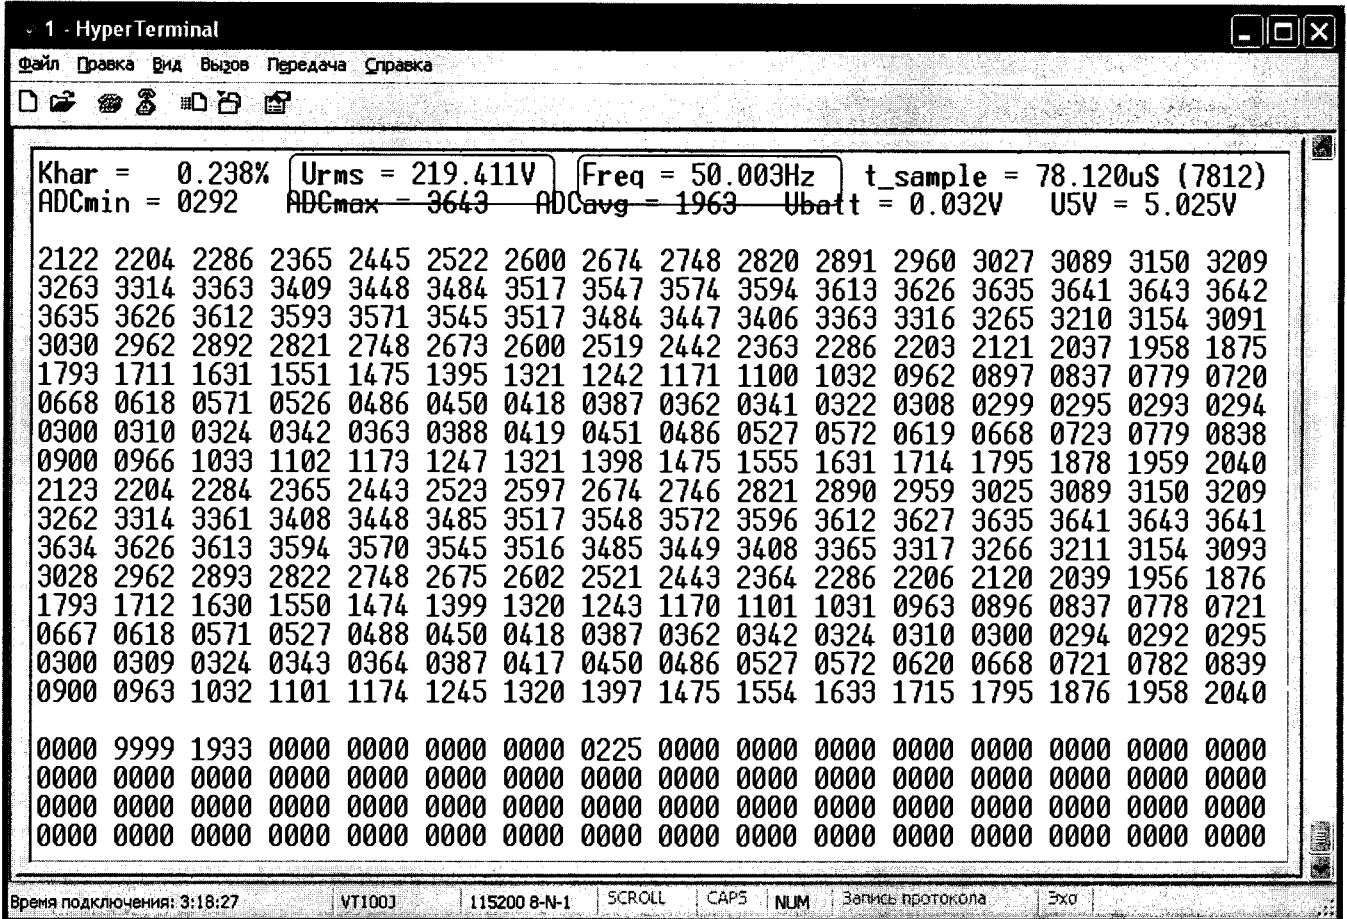 1 - HyperTerminal
Файл Правка Вид Вызов Передача Справка
Khar = 0.238% Urms = 219.411V Freq = 50.003Hz t_sample = 78.120uS (7812)
ADCmin = 0292 ADCmax = 3643 ADCavg = 1963 Ubatt = 0.032V U5V = 5.025V
2122 2204 2286 2365 2445 2522 2600 2674 2748 2820 2891 2960 3027 3089 3150 3209
3263 3314 3363 3409 3448 3484 3517 3547 3574 3594 3613 3626 3635 3641 3643 3642
3635 3626 3612 3593 3571 3545 3517 3484 3447 3406 3363 3316 3265 3210 3154 3091
3030 2962 2892 2821 2748 2673 2600 2519 2442 2363 2286 2203 2121 2037 1958 1875
1793 1711 1631 1551 1475 1395 1321 1242 1171 1100 1032 0962 0897 0837 0779 0720
0668 0618 0571 0526 0486 0450 0418 0387 0362 0341 0322 0308 0299 0295 0293 0294
0300 0310 0324 0342 0363 0388 0419 0451 0486 0527 0572 0619 0668 0723 0779 0838
0900 0966 1033 1102 1173 1247 1321 1398 1475 1555 1631 1714 1795 1878 1959 2040
2123 2204 2284 2365 2443 2523 2597 2674 2746 2821 2890 2959 3025 3089 3150 3209
3262 3314 3361 3408 3448 3485 3517 3548 3572 3596 3612 3627 3635 3641 3643 3641
3634 3626 3613 3594 3570 3545 3516 3485 3449 3408 3365 3317 3266 3211 3154 3093
3028 2962 2893 2822 2748 2675 2602 2521 2443 2364 2286 2206 2120 2039 1956 1876
1793 1712 1630 1550 1474 1399 1320 1243 1170 1101 1031 0963 0896 0837 0778 0721
0667 0618 0571 0527 0488 0450 0418 0387 0362 0342 0324 0310 0300 0294 0292 0295
0300 0309 0324 0343 0364 0387 0417 0450 0486 0527 0572 0620 0668 0721 0782 0839
0900 0963 1032 1101 1174 1245 1320 1397 1475 1554 1633 1715 1795 1876 1958 2040
0000 9999 1933 0000 0000 0000 0000 0225 0000 0000 0000 0000 0000 0000 0000 0000
0000 0000 0000 0000 0000 0000 0000 0000 0000 0000 0000 0000 0000 0000 0000 0000
0000 0000 0000 0000 0000 0000 0000 0000 0000 0000 0000 0000 0000 0000 0000 0000
0000 0000 0000 0000 0000 0000 0000 0000 0000 0000 0000 0000 0000 0000 0000 0000
Время подключения: 3:18:27 VT100J 115200 8-N-1 SCROLL CAPS NUM Запись протокола Эхо